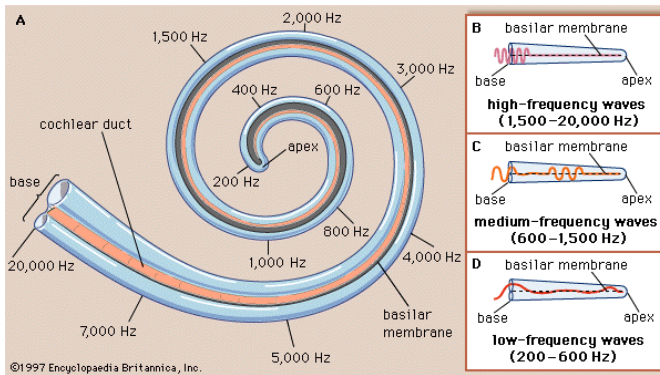 A
2,000 Hz
1,500 Hz
3,000 Hz
400 Hz
600 Hz
cochlear duct
apex
200 Hz
base
800 Hz
4,000 Hz
1,000 Hz
20,000 Hz
basilar
membrane
7,000 Hz
5,000 Hz
©1997 Encyclopaedia Britannica, Inc.
B
basilar membrane
base
apex
high-frequency waves
(1,500–20,000 Hz)
C
basilar membrane
base
apex
medium-frequency waves
(600–1,500 Hz)
D
basilar membrane
base
apex
low-frequency waves
(200–600 Hz)